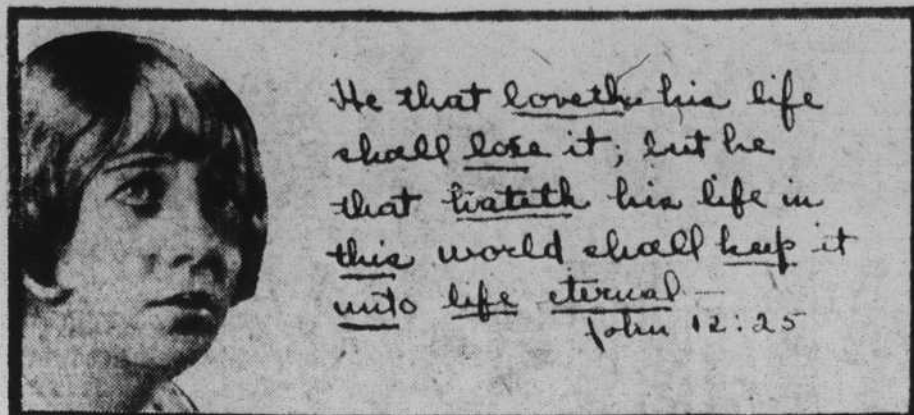 He that loveth his life
shall lose it; but he
that hateth his life in
this world shall keep it
unto life eternal —
John 12:25